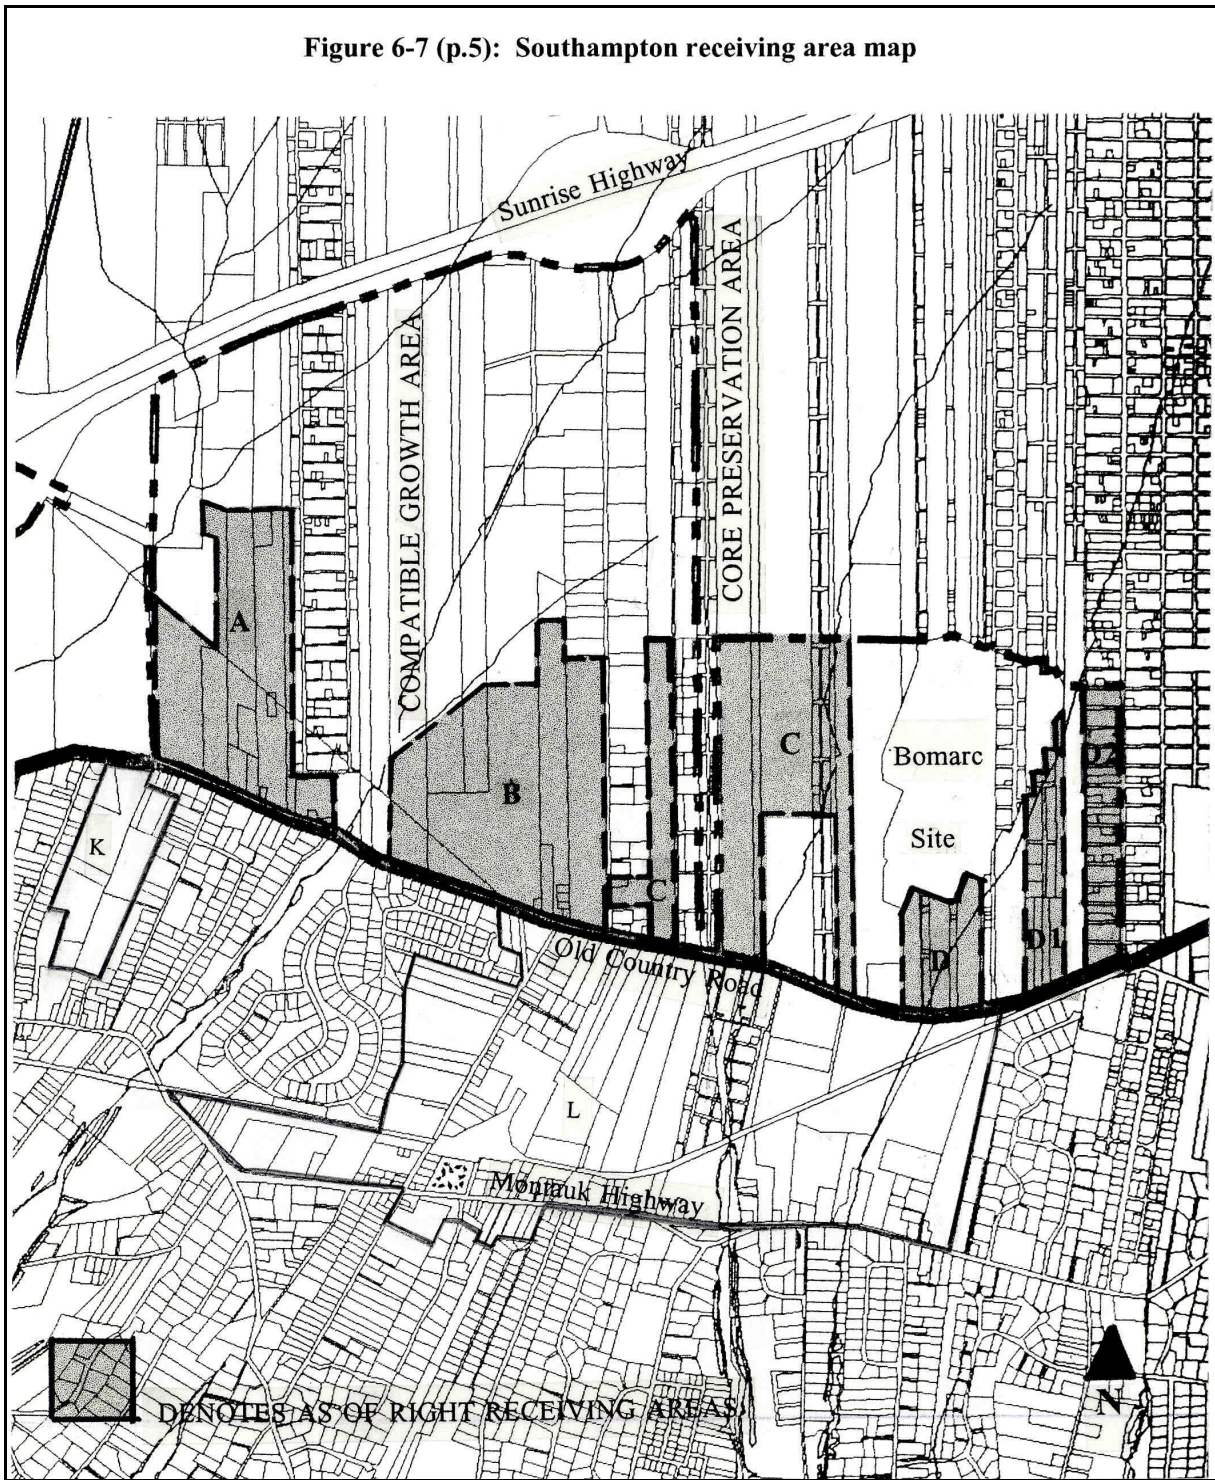 Figure 6-7 (p.5): Southampton receiving area map
Sunrise Highway
COMPATIBLE GROWTH AREA
CORE PRESERVATION AREA
A
B
C
C
Bomarc
Site
D
D1
D2
K
Old Country Road
L
Montauk Highway
DENOTES AS OF RIGHT RECEIVING AREAS
N